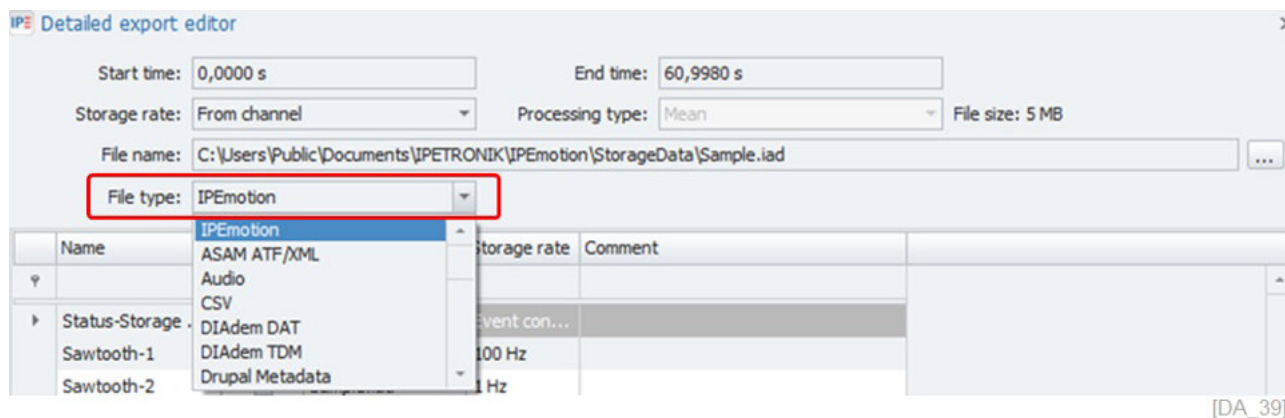 IPE Detailed export editor
Start time: 0,0000 s End time: 60,9980 s
Storage rate: From channel Processing type: Mean File size: 5 MB
File name: C:\Users\Public\Documents\IPETRONIK\IPEmotion\StorageData\Sample.iad ...
File type: IPEmotion
IPEmotion
Name Storage rate Comment
ASAM ATF/XML
Audio
CSV
Status-Storage . DIAdem DAT Event con...
Sawtooth-1 DIAdem TDM 100 Hz
Drupal Metadata
Sawtooth-2 1 Hz
[DA_39]